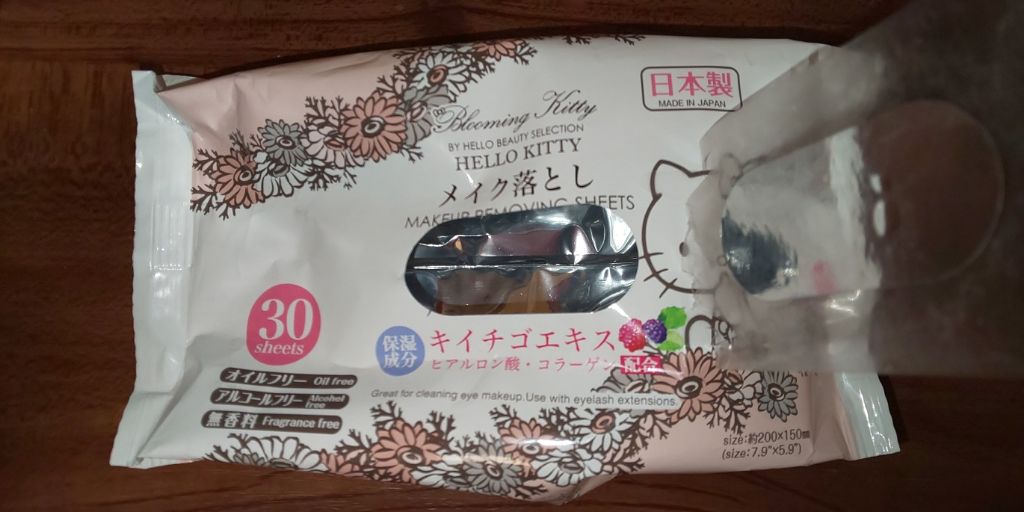 Blooming Kitty
BY HELLO BEAUTY SELECTION
HELLO KITTY
メイク落とし
MAKEUP REMOVING SHEETS
日本製
MADE IN JAPAN
30
sheets
保湿
成分
キイチゴエキス
ヒアルロン酸・コラーゲン 配合
オイルフリー Oil free
アルコールフリー Alcohol free
無香料 Fragrance free
Great for cleaning eye makeup.Use with eyelash extensions.
size:約200×150㎜
(size:7.9"×5.9")